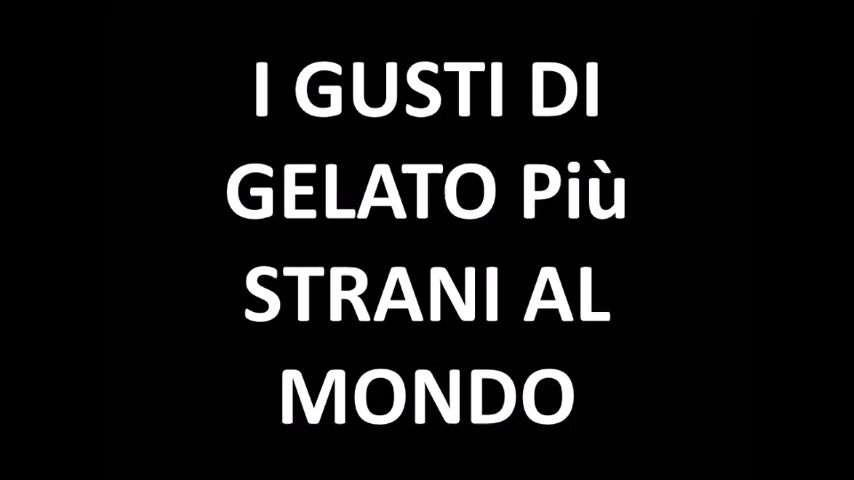 I GUSTI DI
GELATO Più
STRANI AL
MONDO